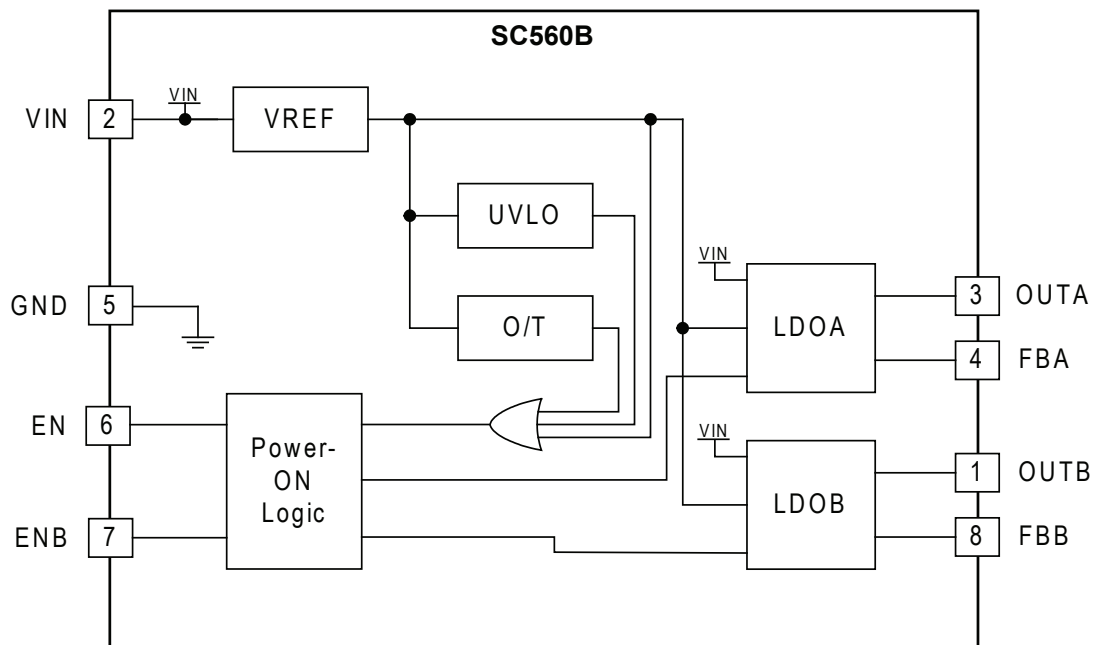 SC560B
VIN 2
VIN
VREF
UVLO
VIN
GND 5
O/T
LDOA
3 OUTA
4 FBA
EN 6
VIN
Power-
ON
Logic
LDOB
1 OUTB
ENB 7
8 FBB